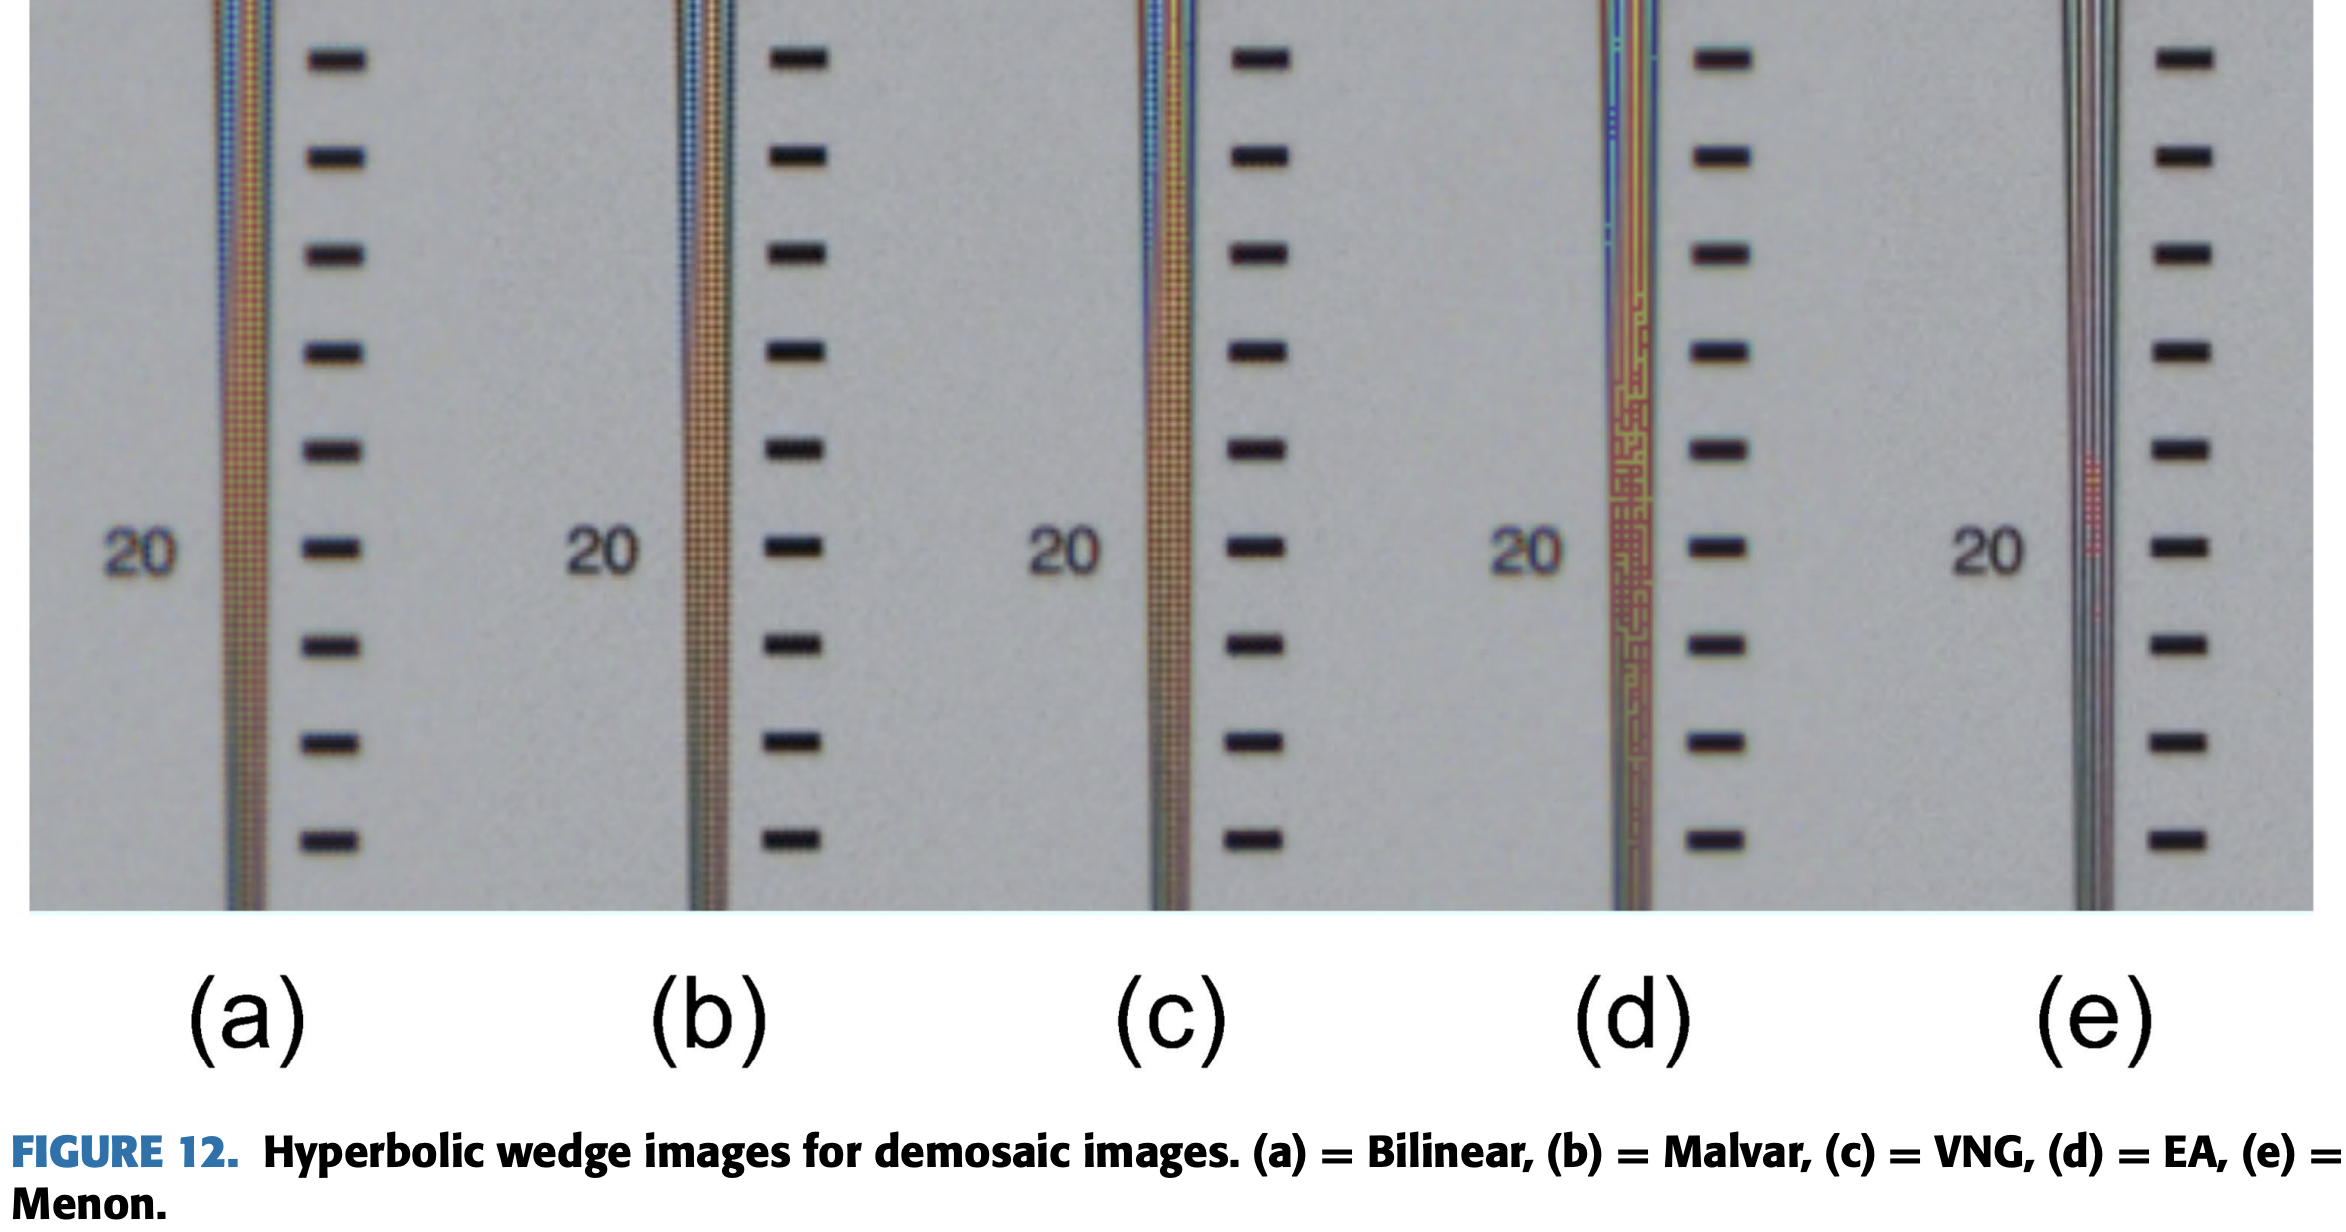 20 20 20 20 20
(a) (b) (c) (d) (e)
FIGURE 12. Hyperbolic wedge images for demosaic images. (a) = Bilinear, (b) = Malvar, (c) = VNG, (d) = EA, (e) =
Menon.